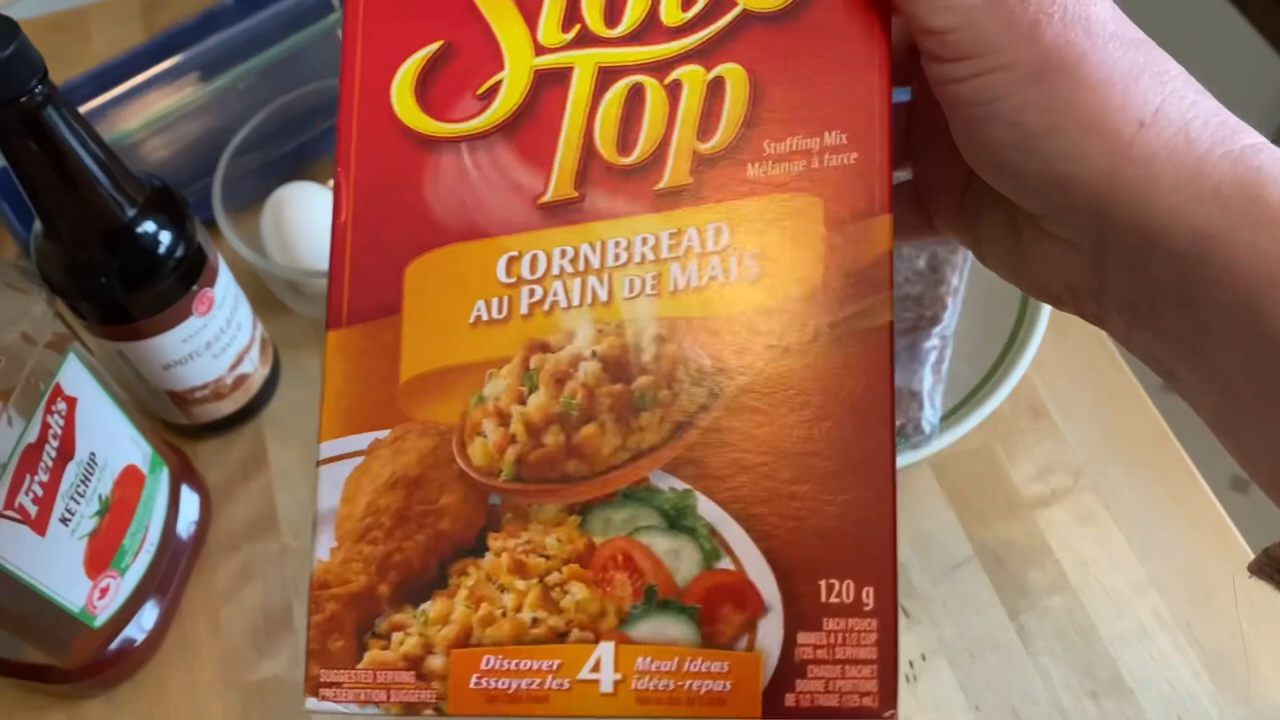 Stove
Top
Stuffing Mix
Mélange à farce
CORNBREAD
AU PAIN DE MAÏS
WORCESTERSHIRE
SAUCE
French's
KETCHUP
120 g
EACH POUCH
MAKES 4 X 1/2 CUP
(125 mL) SERVINGS
CHAQUE SACHET
DONNE 4 PORTIONS
DE 1/2 TASSE (125 mL)
Discover 4 Meal ideas
Essayez les idées-repas
SUGGESTED SERVING
PRÉSENTATION SUGGÉRÉE